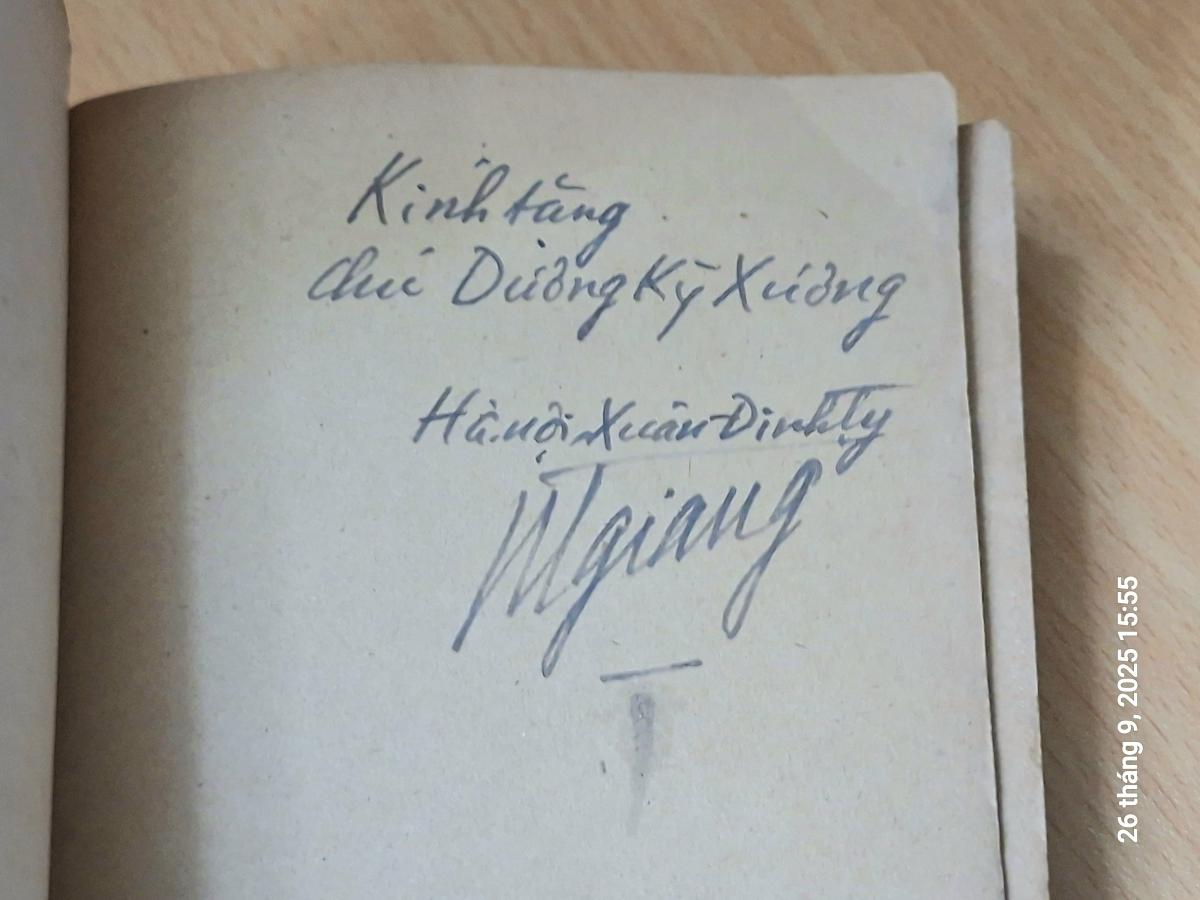 Kính tặng
chú Dương Kỳ Xương
Hà nội Xuân Đinh Tỵ
giang
26 tháng 9, 2025 15:55